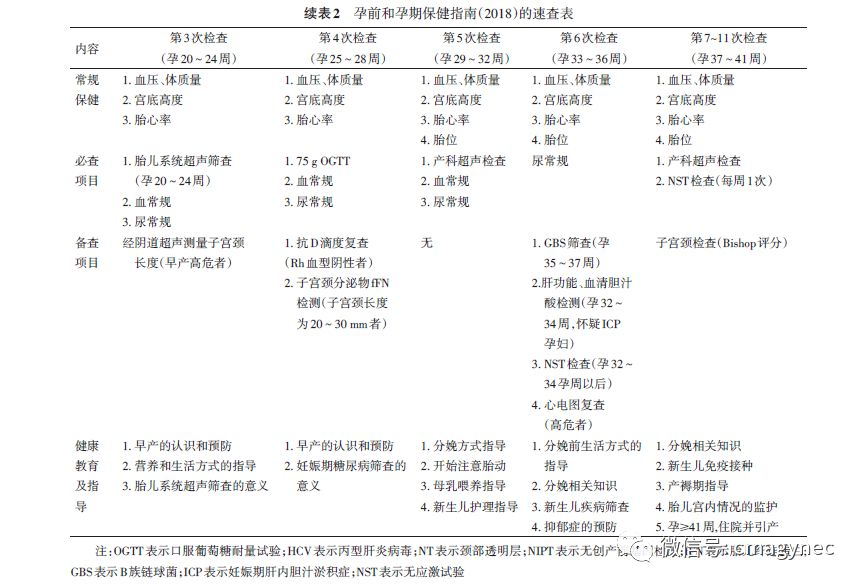 续表2 孕前和孕期保健指南(2018)的速查表
内容 第3次检查 第4次检查 第5次检查 第6次检查 第7~11次检查
(孕20~24周) (孕25~28周) (孕29~32周) (孕33~36周) (孕37~41周)
常规 1. 血压、体质量 1. 血压、体质量 1. 血压、体质量 1. 血压、体质量 1. 血压、体质量
保健 2. 宫底高度 2. 宫底高度 2. 宫底高度 2. 宫底高度 2. 宫底高度
3. 胎心率 3. 胎心率 3. 胎心率 3. 胎心率 3. 胎心率
4. 胎位 4. 胎位 4. 胎位
必查 1. 胎儿系统超声筛查 1. 75 g OGTT 1. 产科超声检查 尿常规 1. 产科超声检查
项目 (孕20~24周) 2. 血常规 2. 血常规 2. NST检查(每周1次)
2. 血常规 3. 尿常规 3. 尿常规
3. 尿常规
备查 经阴道超声测量子宫颈 1. 抗D滴度复查 无 1. GBS筛查(孕 子宫颈检查(Bishop评分)
项目 长度(早产高危者) (Rh血型阴性者) 35~37周)
2. 子宫颈分泌物fFN 2.肝功能、血清胆汁
检测(子宫颈长度 酸检测(孕32~
为20~30 mm者) 34周,怀疑ICP
孕妇)
3. NST检查(孕32~
34孕周以后)
4. 心电图复查
(高危者)
健康 1. 早产的认识和预防 1. 早产的认识和预防 1. 分娩方式指导 1. 分娩前生活方式的 1. 分娩相关知识
教育 2. 营养和生活方式的指导 2. 妊娠期糖尿病筛查的 2. 开始注意胎动 指导 2. 新生儿免疫接种
及指 3. 胎儿系统超声筛查的意义 意义 3. 母乳喂养指导 2. 分娩相关知识 3. 产褥期指导
导 4. 新生儿护理指导 3. 新生儿疾病筛查 4. 胎儿宫内情况的监护
4. 抑郁症的预防 5. 孕≥41周,住院并引产
注:OGTT表示口服葡萄糖耐量试验;HCV表示丙型肝炎病毒;NT表示颈部透明层;NIPT表示无创产
微信号: cmagynec
GBS表示B族链球菌;ICP表示妊娠期肝内胆汁淤积症;NST表示无应激试验